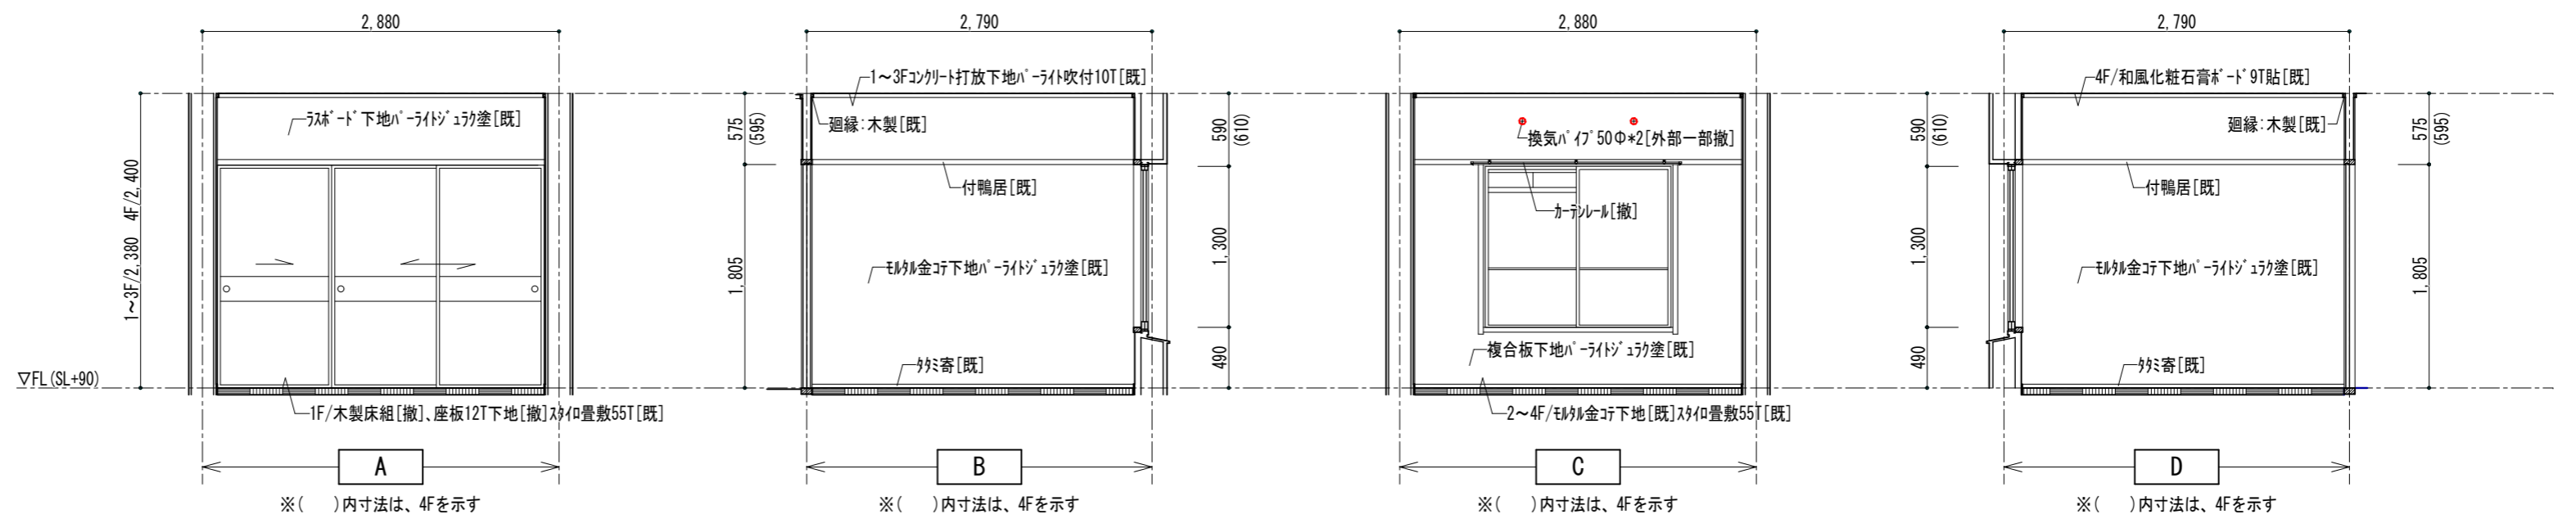 2,880
2,790
2,880
2,790
1～3Fコンクリート打放下地ﾊﾟｰライト吹付10T[既]
4F/和風化粧石膏ﾎﾞｰﾄﾞ9T貼[既]
ﾗｽﾎﾞｰﾄﾞ下地ﾊﾟｰﾗｲﾄｼﾞｭﾗｸ塗[既]
575
(595)
廻縁:木製[既]
590
(610)
換気ﾊﾟｲﾌﾟ50Φ*2[外部一部撤]
590
(610)
廻縁:木製[既]
575
(595)
1～3F/2,380　4F/2,400
付鴨居[既]
付鴨居[既]
ｶｰﾃﾝﾚｰﾙ[撤]
1,805
ﾓﾙﾀﾙ金ｺﾃ下地ﾊﾟｰﾗｲﾄｼﾞｭﾗｸ塗[既]
1,300
1,300
ﾓﾙﾀﾙ金ｺﾃ下地ﾊﾟｰﾗｲﾄｼﾞｭﾗｸ塗[既]
1,805
複合板下地ﾊﾟｰﾗｲﾄｼﾞｭﾗｸ塗[既]
490
490
ﾀﾀﾐ寄[既]
ﾀﾀﾐ寄[既]
▽FL(SL+90)
1F/木製床組[撤]､座板12T下地[撤]ｽﾀｲﾛ畳敷55T[既]
2～4F/ﾓﾙﾀﾙ金ｺﾃ下地[既]ｽﾀｲﾛ畳敷55T[既]
A
B
C
D
※(　　)内寸法は、4Fを示す
※(　　)内寸法は、4Fを示す
※(　　)内寸法は、4Fを示す
※(　　)内寸法は、4Fを示す